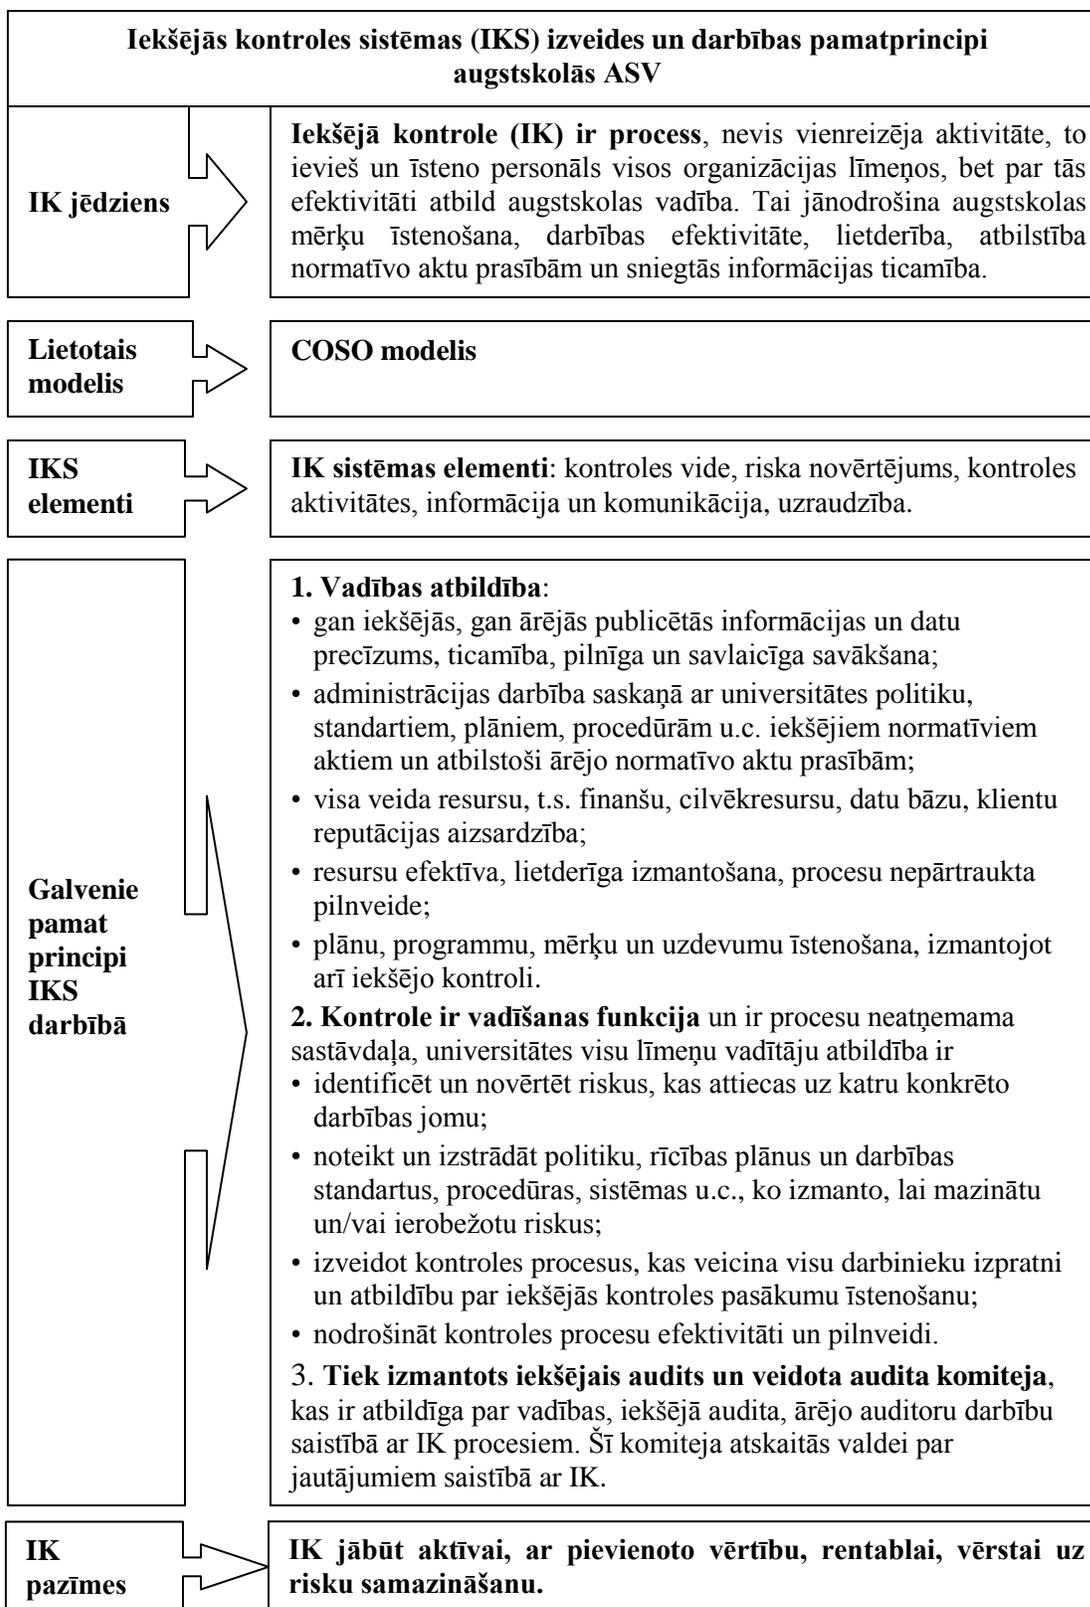 Iekšējās kontroles sistēmas (IKS) izveides un darbības pamatprincipi
augstskolās ASV
IK jēdziens
Iekšējā kontrole (IK) ir process, nevis vienreizēja aktivitāte, to
ievieš un īsteno personāls visos organizācijas līmeņos, bet par tās
efektivitāti atbild augstskolas vadība. Tai jānodrošina augstskolas
mērķu īstenošana, darbības efektivitāte, lietderība, atbilstība
normatīvo aktu prasībām un sniegtās informācijas ticamība.
Lietotais
modelis
COSO modelis
IKS
elementi
IK sistēmas elementi: kontroles vide, riska novērtējums, kontroles
aktivitātes, informācija un komunikācija, uzraudzība.
Galvenie
pamat
principi
IKS
darbībā
1. Vadības atbildība:
• gan iekšējās, gan ārējās publicētās informācijas un datu
precīzums, ticamība, pilnīga un savlaicīga savākšana;
• administrācijas darbība saskaņā ar universitātes politiku,
standartiem, plāniem, procedūrām u.c. iekšējiem normatīviem
aktiem un atbilstoši ārējo normatīvo aktu prasībām;
• visa veida resursu, t.s. finanšu, cilvēkresursu, datu bāzu, klientu
reputācijas aizsardzība;
• resursu efektīva, lietderīga izmantošana, procesu nepārtraukta
pilnveide;
• plānu, programmu, mērķu un uzdevumu īstenošana, izmantojot
arī iekšējo kontroli.
2. Kontrole ir vadīšanas funkcija un ir procesu neatņemama
sastāvdaļa, universitātes visu līmeņu vadītāju atbildība ir
• identificēt un novērtēt riskus, kas attiecas uz katru konkrēto
darbības jomu;
• noteikt un izstrādāt politiku, rīcības plānus un darbības
standartus, procedūras, sistēmas u.c., ko izmanto, lai mazinātu
un/vai ierobežotu riskus;
• izveidot kontroles procesus, kas veicina visu darbinieku izpratni
un atbildību par iekšējās kontroles pasākumu īstenošanu;
• nodrošināt kontroles procesu efektivitāti un pilnveidi.
3. Tiek izmantots iekšējais audits un veidota audita komiteja,
kas ir atbildīga par vadības, iekšējā audita, ārējo auditoru darbību
saistībā ar IK procesiem. Šī komiteja atskaitās valdei par
jautājumiem saistībā ar IK.
IK
pazīmes
IK jābūt aktīvai, ar pievienoto vērtību, rentablai, vērstai uz
risku samazināšanu.